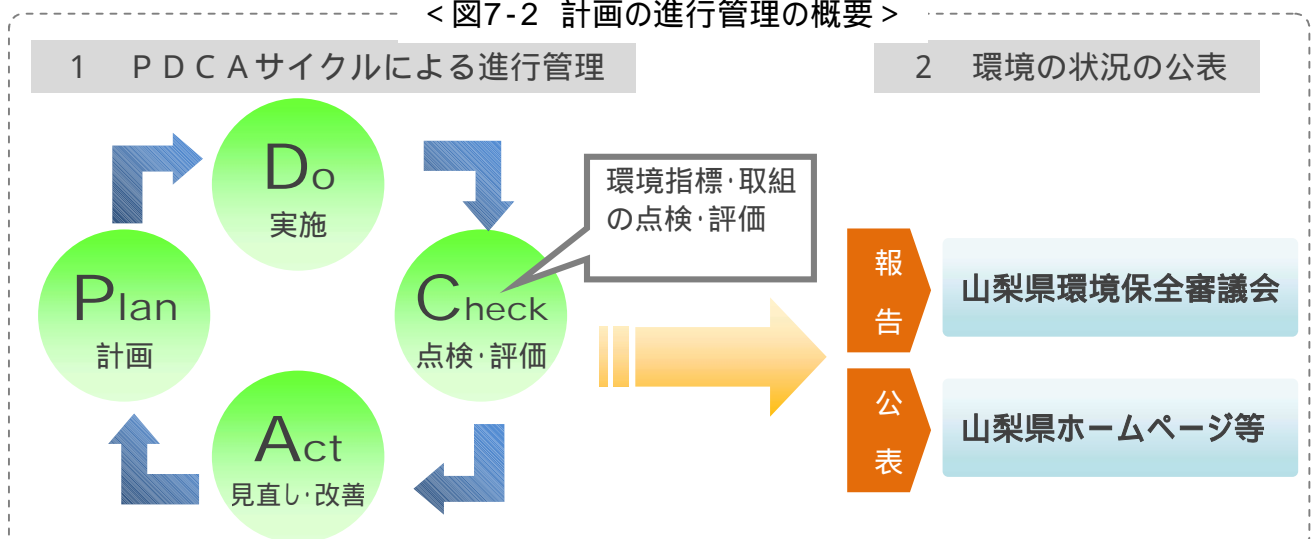 <図7-2 計画の進行管理の概要>
1 PDCAサイクルによる進行管理
2 環境の状況の公表
Do
実施
環境指標・取組
の点検・評価
Plan
計画
Check
点検・評価
Act
見直し・改善
報告
山梨県環境保全審議会
公表
山梨県ホームページ等